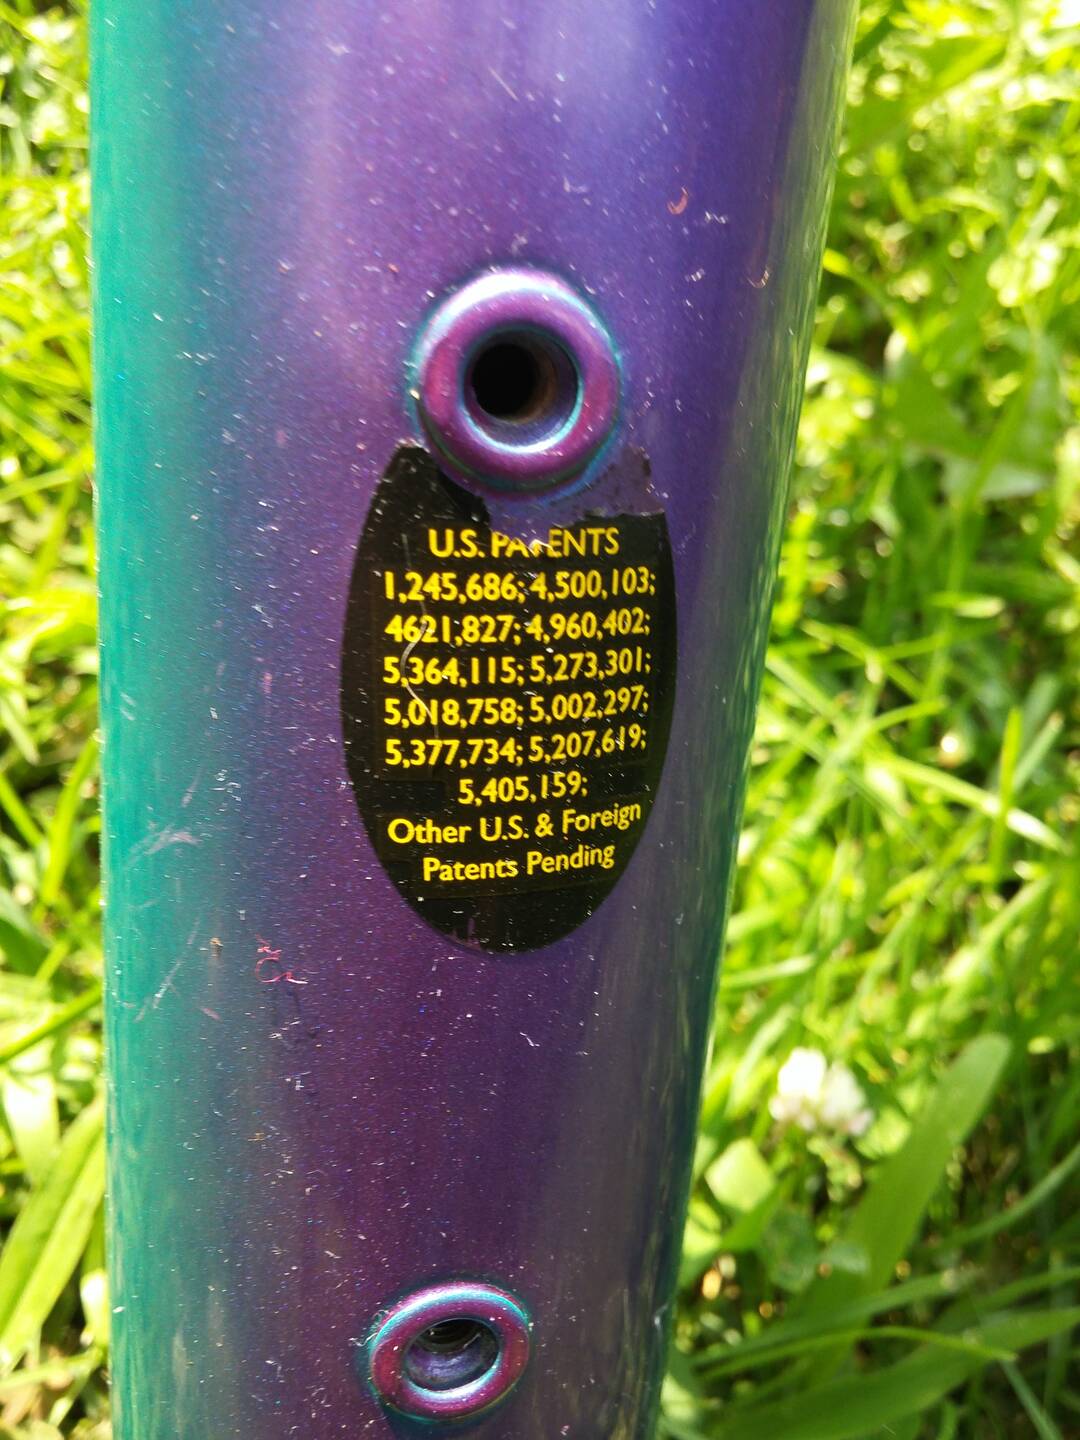 U.S. PATENTS
1,245,686; 4,500,103;
4621,827; 4,960,402;
5,364,115; 5,273,301;
5,018,758; 5,002,297;
5,377,734; 5,207,619;
5,405,159;
Other U.S. & Foreign
Patents Pending